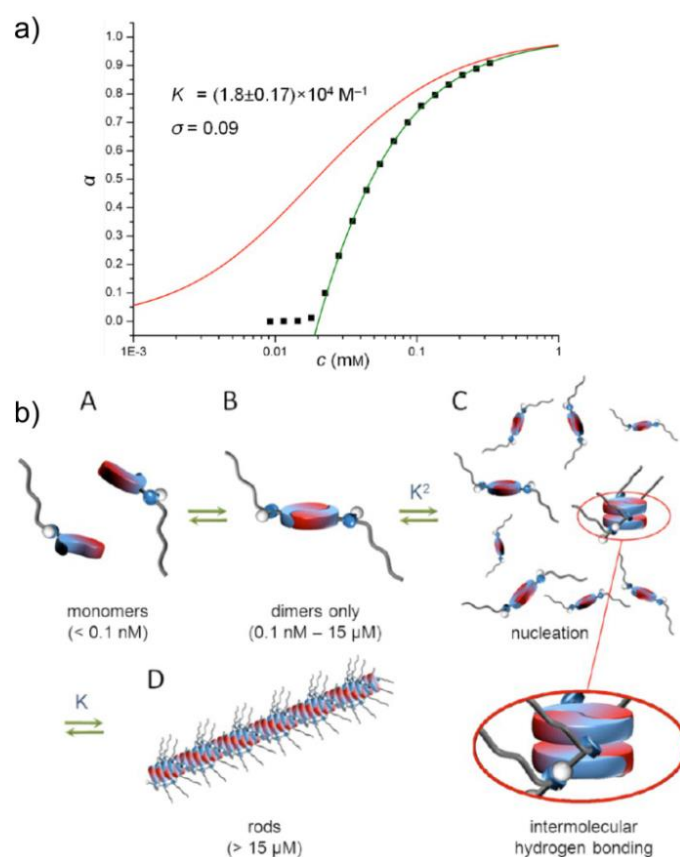 a)
K = (1.8±0.17)×10⁴ M⁻¹
σ = 0.09
α
1.0
0.9
0.8
0.7
0.6
0.5
0.4
0.3
0.2
0.1
0.0
1E-3 0.01 0.1 1
c (mM)
b)
A B C
K²
monomers
(< 0.1 nM)
dimers only
(0.1 nM – 15 µM)
nucleation
K
D
rods
(> 15 µM)
intermolecular
hydrogen bonding